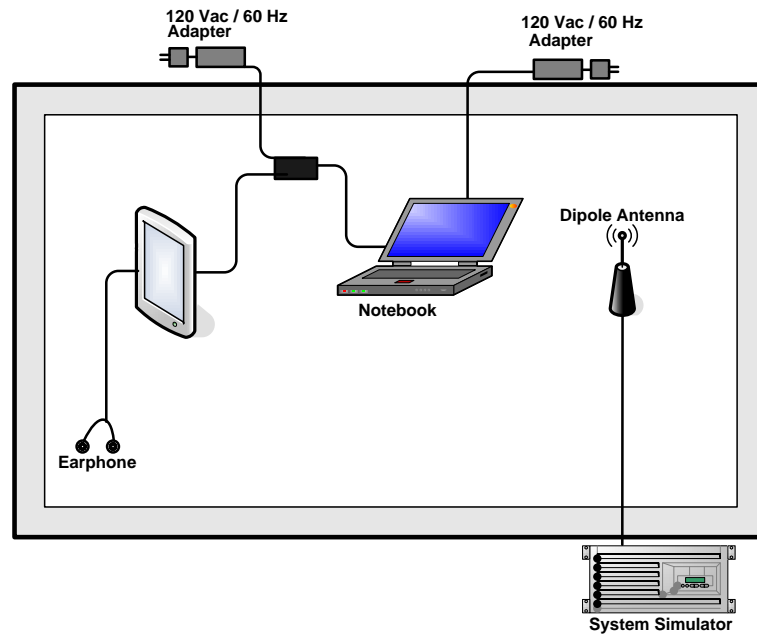 120 Vac / 60 Hz
Adapter
120 Vac / 60 Hz
Adapter
Dipole Antenna
Notebook
Earphone
System Simulator